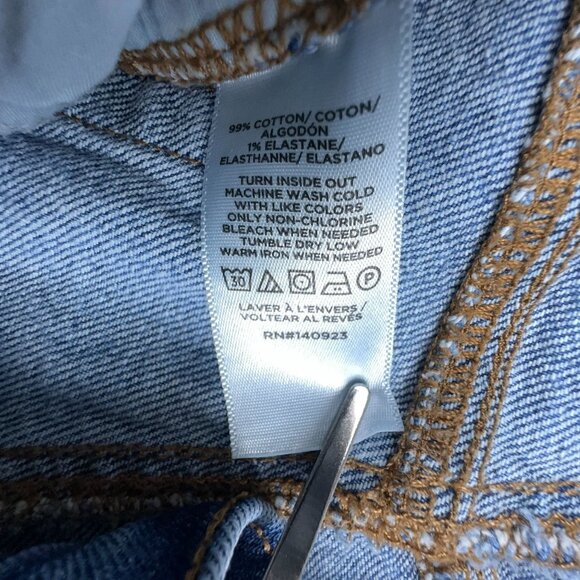 99% COTTON/ COTON/
ALGODÓN
1% ELASTANE/
ELASTHANNE/ ELASTANO
TURN INSIDE OUT
MACHINE WASH COLD
WITH LIKE COLORS
ONLY NON-CHLORINE
BLEACH WHEN NEEDED
TUMBLE DRY LOW
WARM IRON WHEN NEEDED
30 P
LAVER À L'ENVERS /
VOLTEAR AL REVÉS
RN#140923